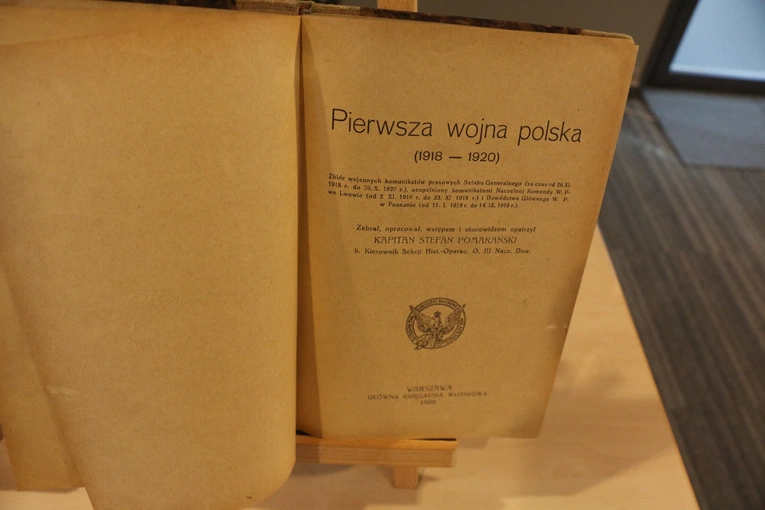 Pierwsza wojna polska
(1918 — 1920)
Zbiór wojennych komunikatów prasowych Sztabu Generalnego (za czas od 26.XI.
1918 r. do 20. X. 1920 r.), uzupełniony komunikatami Naczelnej Komendy W. P.
we Lwowie (od 2. XI. 1918 r. do 23. XI 1918 r.) i Dowództwa Głównego W. P.
w Poznaniu (od 11. I. 1919 r. do 14. IX. 1919 r.).
Zebrał, opracował, wstępem i skorowidzem opatrzył
KAPITAN STEFAN POMARAŃSKI
b. Kierownik Sekcji Hist.-Operac. O. III Nacz. Dow.
WARSZAWA
GŁÓWNA KSIĘGARNIA WOJSKOWA
1920